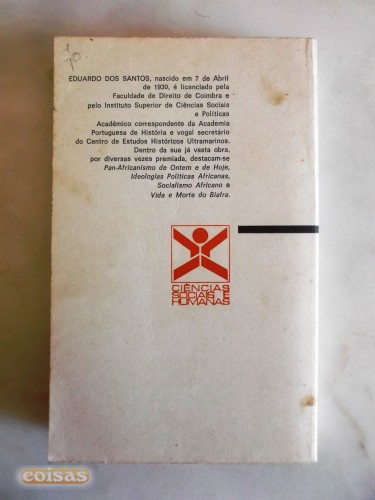 EDUARDO DOS SANTOS, nascido em 7 de Abril
de 1930, é licenciado pela
Faculdade de Direito de Coimbra e
pelo Instituto Superior de Ciências Sociais
e Políticas
Académico correspondente da Academia
Portuguesa de História e vogal secretário
do Centro de Estudos Históricos Ultramarinos.
Dentro da sua já vasta obra,
por diversas vezes premiada, destacam-se
Pan-Africanismo de Ontem e de Hoje,
Ideologias Políticas Africanas,
Socialismo Africano e
Vida e Morte do Biafra.
CIÊNCIAS
SOCIAIS E
HUMANAS
coisas